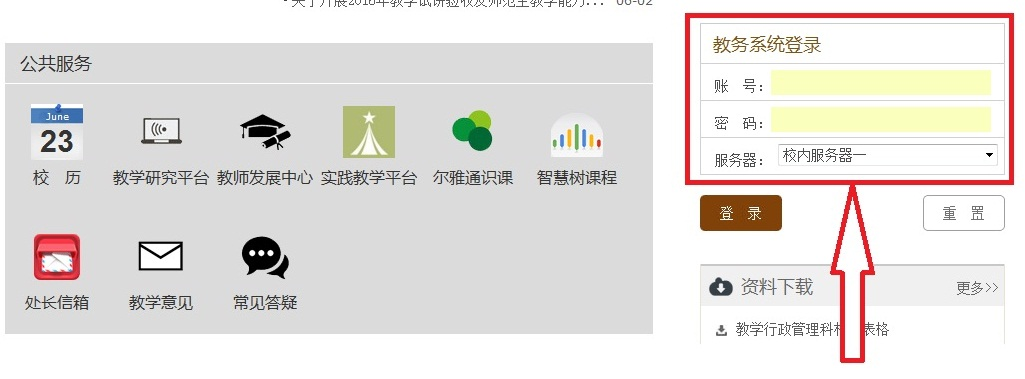 公共服务
June
23
校 历
教学研究平台
教师发展中心
实践教学平台
尔雅通识课
智慧树课程
处长信箱
教学意见
常见答疑
教务系统登录
账 号：
密 码：
服务器： 校内服务器一
登 录
重 置
资料下载 更多>>
教学行政管理科 表格